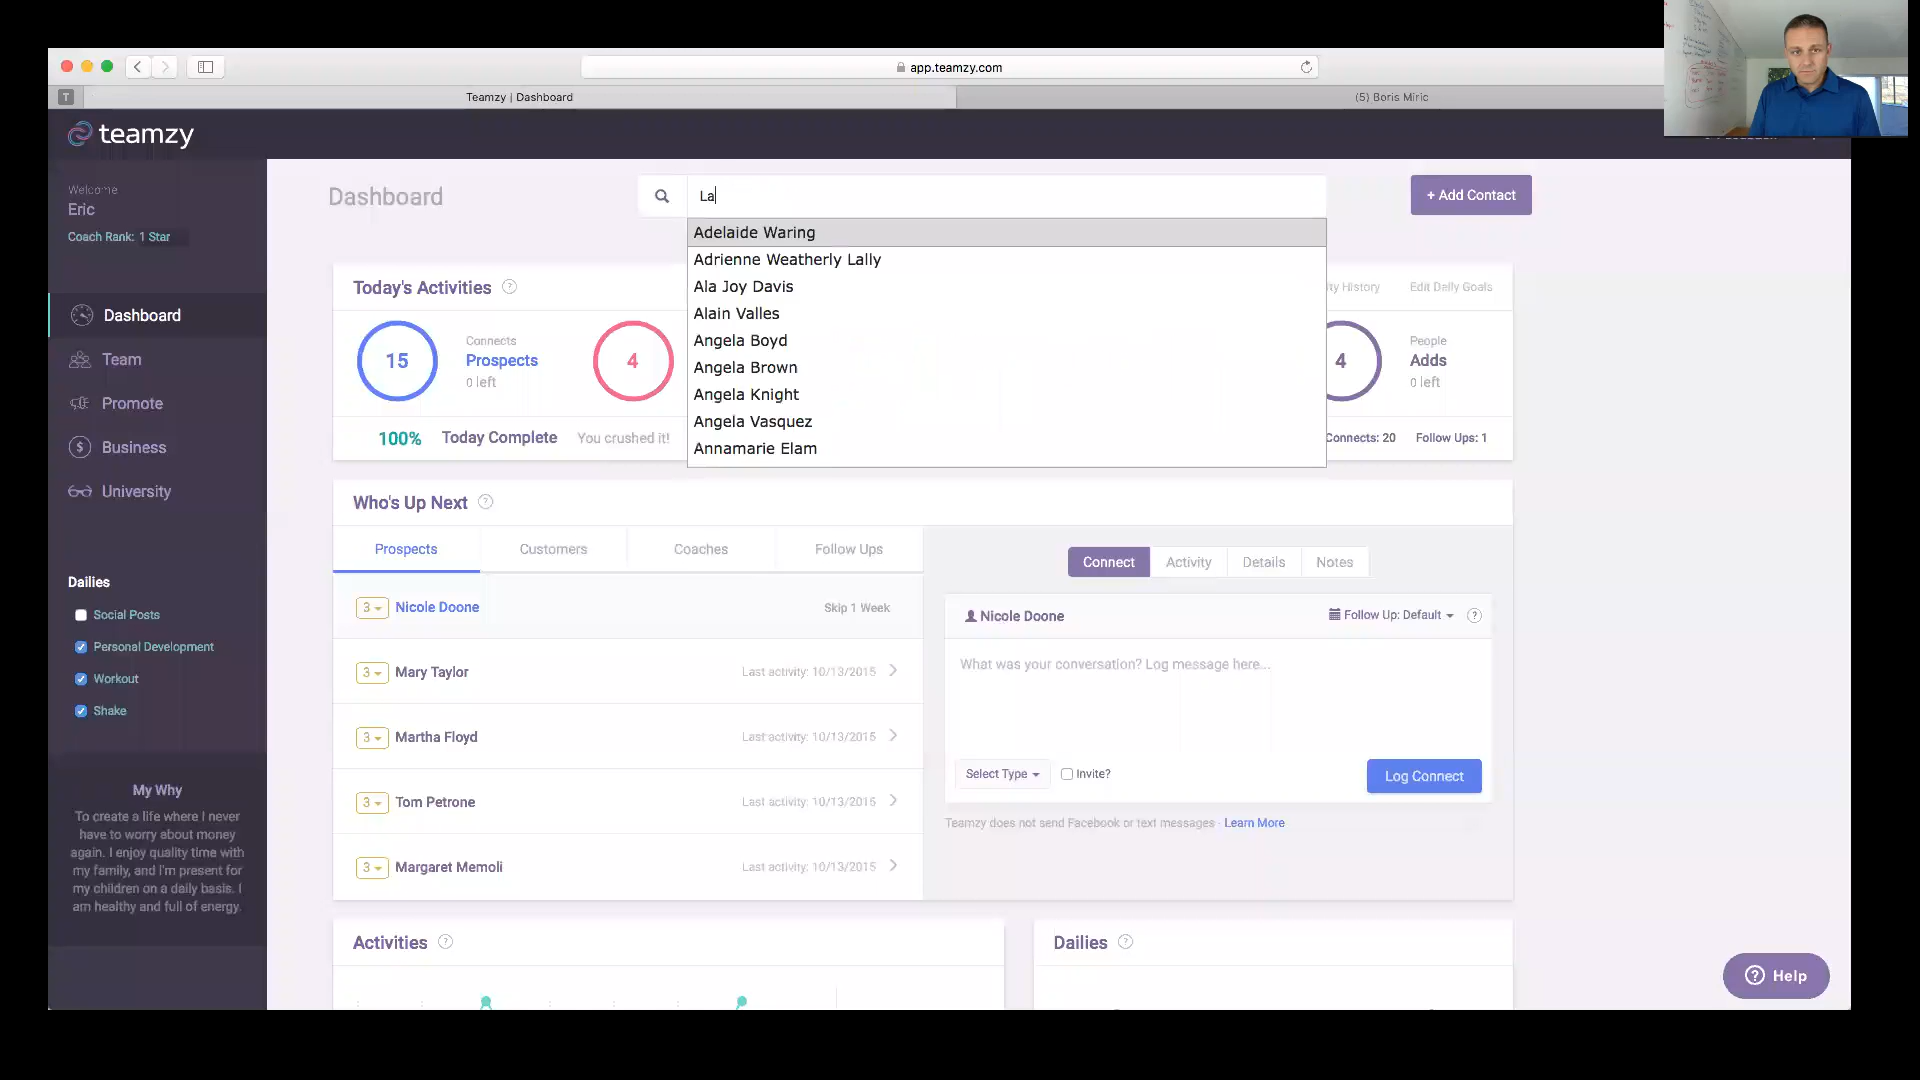 app.teamzy.com
T
Teamzy | Dashboard
(5) Boris Miric
teamzy
Welcome
Eric
Coach Rank: 1 Star
Dashboard
Team
Promote
Business
University
Dailies
Social Posts
Personal Development
Workout
Shake
My Why
To create a life where I never
have to worry about money
again. I enjoy quality time with
my family, and I'm present for
my children on a daily basis. I
am healthy and full of energy.
Dashboard
La
+ Add Contact
Adelaide Waring
Adrienne Weatherly Lally
Ala Joy Davis
Alain Valles
Angela Boyd
Angela Brown
Angela Knight
Angela Vasquez
Annamarie Elam
Today's Activities ?
ty History
Edit Daily Goals
15
Connects
Prospects
0 left
4
4
People
Adds
0 left
100% Today Complete You crushed it!
Connects: 20 Follow Ups: 1
Who's Up Next ?
Prospects
Customers
Coaches
Follow Ups
3 Nicole Doone Skip 1 Week
3 Mary Taylor Last activity: 10/13/2015
3 Martha Floyd Last activity: 10/13/2015
3 Tom Petrone Last activity: 10/13/2015
3 Margaret Memoli Last activity: 10/13/2015
Connect
Activity
Details
Notes
Nicole Doone
Follow Up: Default
?
What was your conversation? Log message here...
Select Type
Invite?
Log Connect
Teamzy does not send Facebook or text messages - Learn More
Activities ?
Dailies ?
? Help